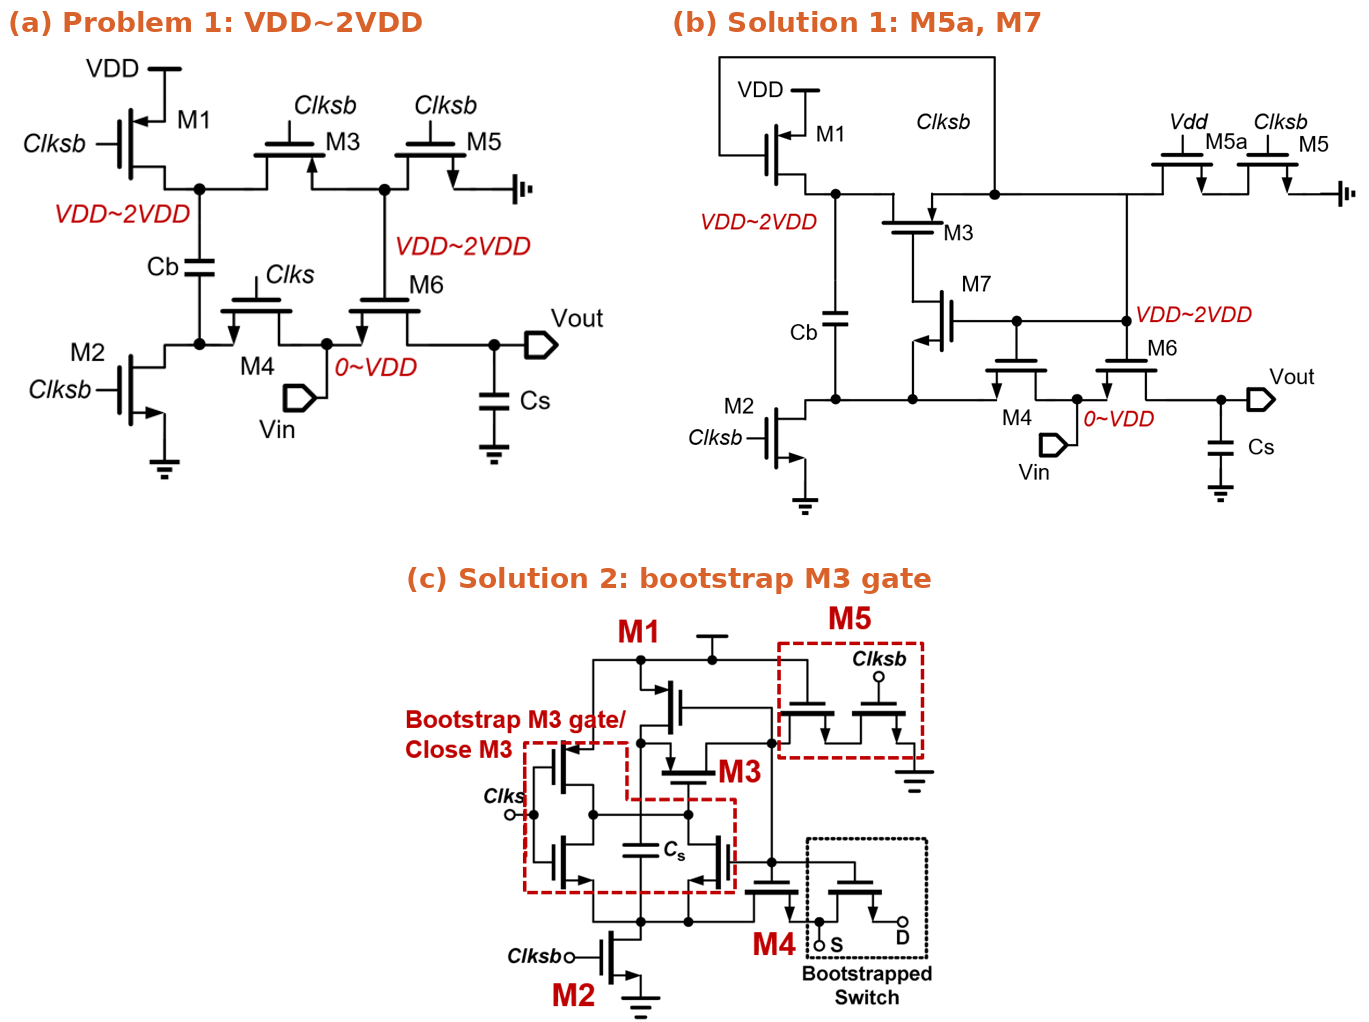 (a) Problem 1: VDD~2VDD
VDD
M1
Clksb
Clksb
M3
Clksb
M5
VDD~2VDD
VDD~2VDD
Cb
Clks
M6
M4
0~VDD
Vout
M2
Clksb
Vin
Cs
(b) Solution 1: M5a, M7
VDD
M1
Clksb
Vdd
M5a
Clksb
M5
VDD~2VDD
M3
M7
VDD~2VDD
Cb
M6
M4
0~VDD
Vout
M2
Clksb
Vin
Cs
(c) Solution 2: bootstrap M3 gate
M1
M5
Clksb
Bootstrap M3 gate/
Close M3
M3
Clks
Cs
M4
S
D
Clksb
M2
Bootstrapped
Switch